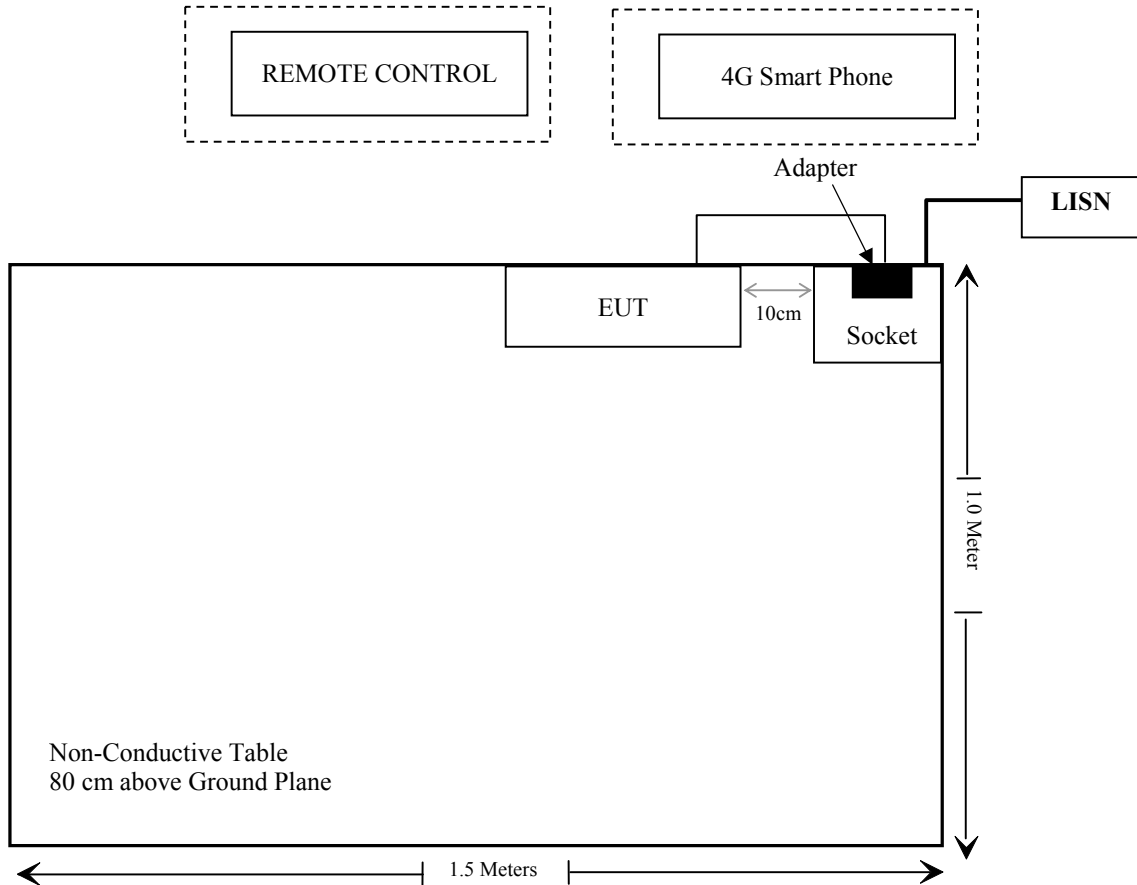 REMOTE CONTROL
4G Smart Phone
Adapter
LISN
EUT
10cm
Socket
1.0 Meter
Non-Conductive Table
80 cm above Ground Plane
1.5 Meters